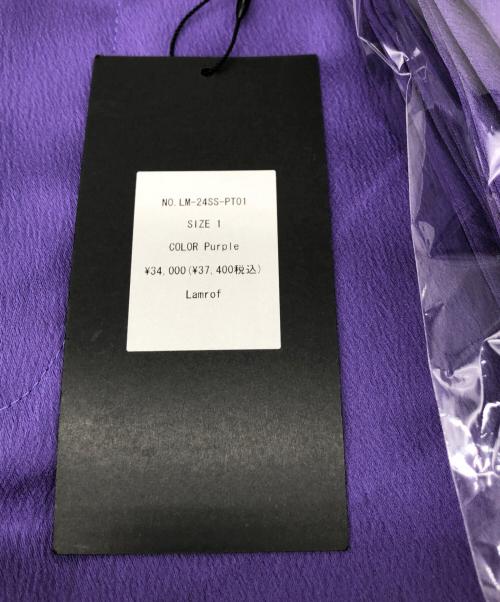 NO.LM-24SS-PT01
SIZE 1
COLOR Purple
¥34,000(¥37,400税込)
Lamrof